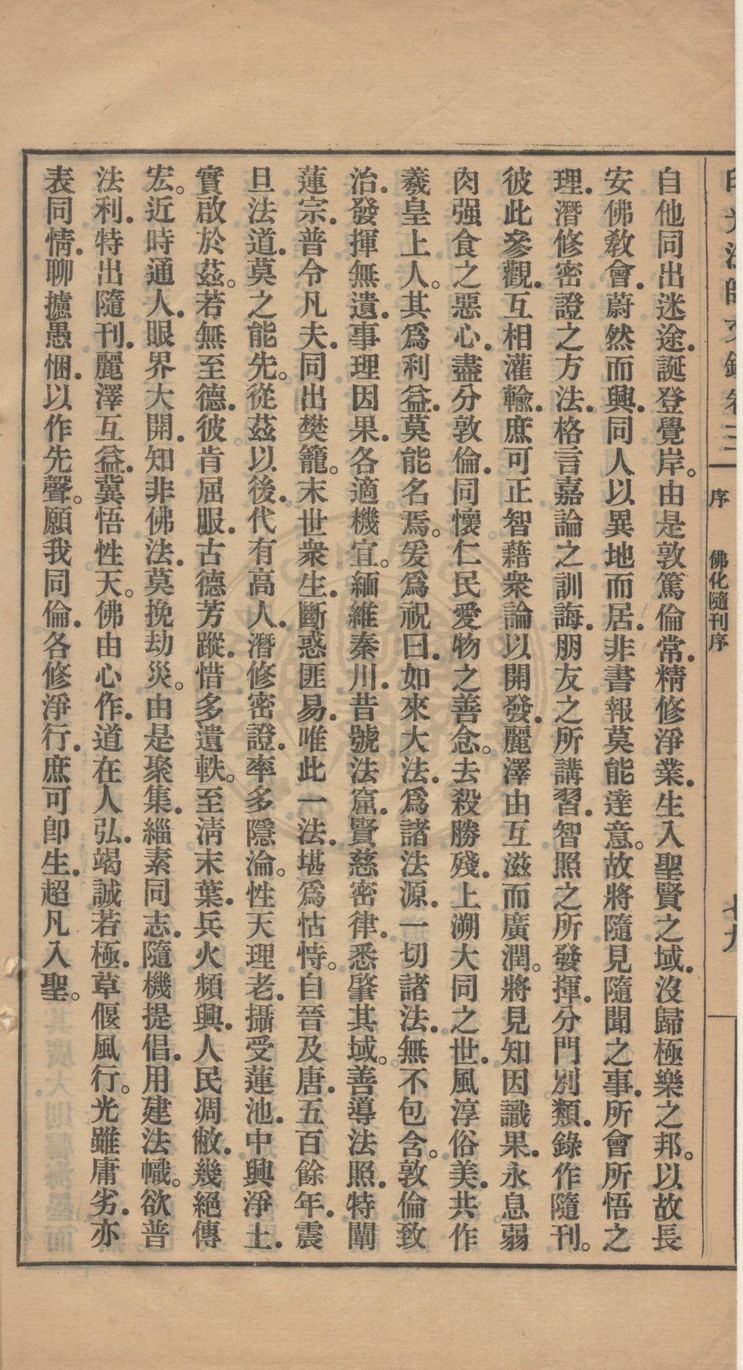 印光法師文鈔卷三 序 佛化隨刊序 七九
自他同出迷途．誕登覺岸。由是敦篤倫常．精修淨業．生入聖賢之域．沒歸極樂之邦。以故長
安佛敎會．蔚然而興．同人以異地而居．非書報莫能達意。故將隨見隨聞之事．所會所悟之
理．潛修密證之方法．格言嘉論之訓誨．朋友之所講習．智照之所發揮．分門別類．錄作隨刊。
彼此參觀．互相灌輸．庶可正智藉衆論以開發．麗澤由互滋而廣潤。將見知因識果．永息弱
肉强食之惡心．盡分敦倫．同懷仁民愛物之善念。去殺勝殘．上溯大同之世．風淳俗美．共作
羲皇上人。其爲利益．莫能名焉。爰爲祝曰．如來大法．爲諸法源．一切諸法．無不包含。敦倫致
治．發揮無遺．事理因果．各適機宜。緬維秦川．昔號法窟．賢慈密律．悉肇其域。善導法照．特闡
蓮宗．普令凡夫．同出樊籠。末世衆生．斷惑匪易．唯此一法．堪爲怙恃。自晉及唐．五百餘年．震
旦法道．莫之能先。從茲以後．代有高人．潛修密證．率多隱淪。性天理老．攝受蓮池．中興淨土．
實啟於茲。若無至德．彼肯屈服．古德芳蹤．惜多遺軼。至淸末葉．兵火頻興．人民凋敝．幾絕傳
宏。近時通人．眼界大開．知非佛法．莫挽劫災。由是聚集．緇素同志．隨機提倡．用建法幟。欲普
法利．特出隨刊．麗澤互益．冀悟性天。佛由心作．道在人弘．竭誠若極．草偃風行。光雖庸劣．亦
表同情．聊攄愚悃．以作先聲。願我同倫．各修淨行．庶可卽生．超凡入聖。